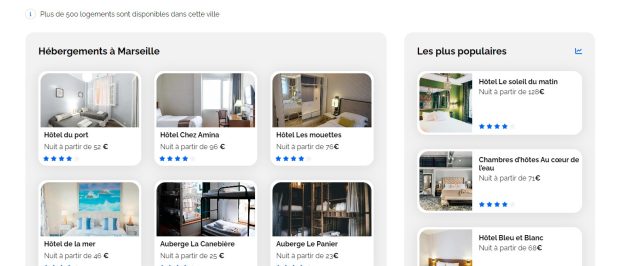 Plus de 500 logements sont disponibles dans cette ville
Hébergements à Marseille
Hôtel du port
Nuit à partir de 52 €
Hôtel Chez Amina
Nuit à partir de 96 €
Hôtel Les mouettes
Nuit à partir de 76€
Hôtel de la mer
Nuit à partir de 46 €
Auberge La Canebière
Nuit à partir de 25 €
Auberge Le Panier
Nuit à partir de 23€
Les plus populaires
Hôtel Le soleil du matin
Nuit à partir de 128€
Chambres d'hôtes Au cœur de
l'eau
Nuit à partir de 71€
Hôtel Bleu et Blanc
Nuit à partir de 68€